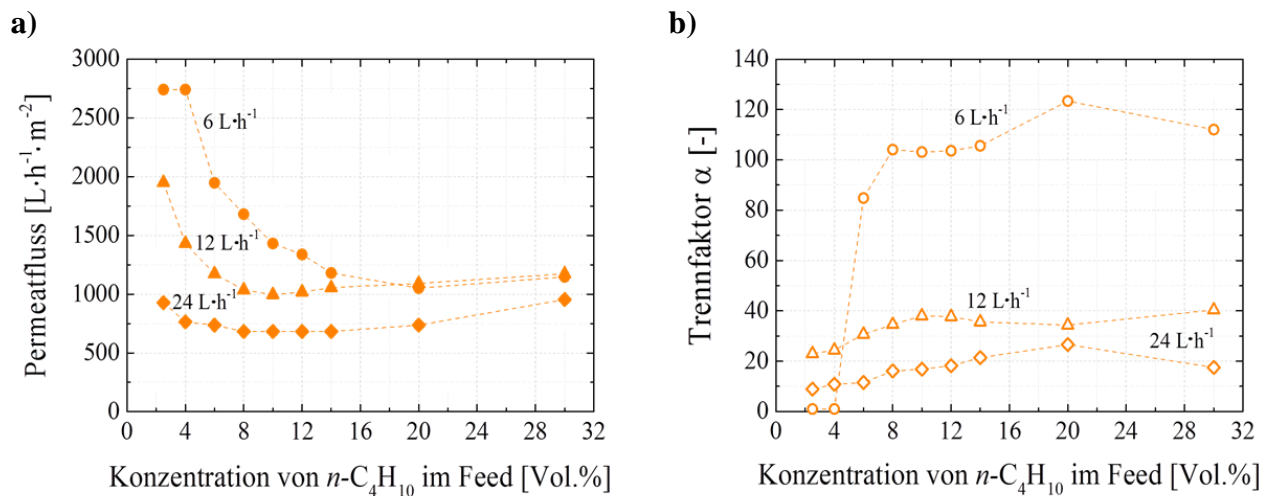 a)
Permeatfluss [L·h⁻¹·m⁻²]
3000
2500
2000
1500
1000
500
0
6 L·h⁻¹
12 L·h⁻¹
24 L·h⁻¹
0 4 8 12 16 20 24 28 32
Konzentration von n-C₄H₁₀ im Feed [Vol.%]
b)
Trennfaktor α [-]
140
120
100
80
60
40
20
0
6 L·h⁻¹
12 L·h⁻¹
24 L·h⁻¹
0 4 8 12 16 20 24 28 32
Konzentration von n-C₄H₁₀ im Feed [Vol.%]